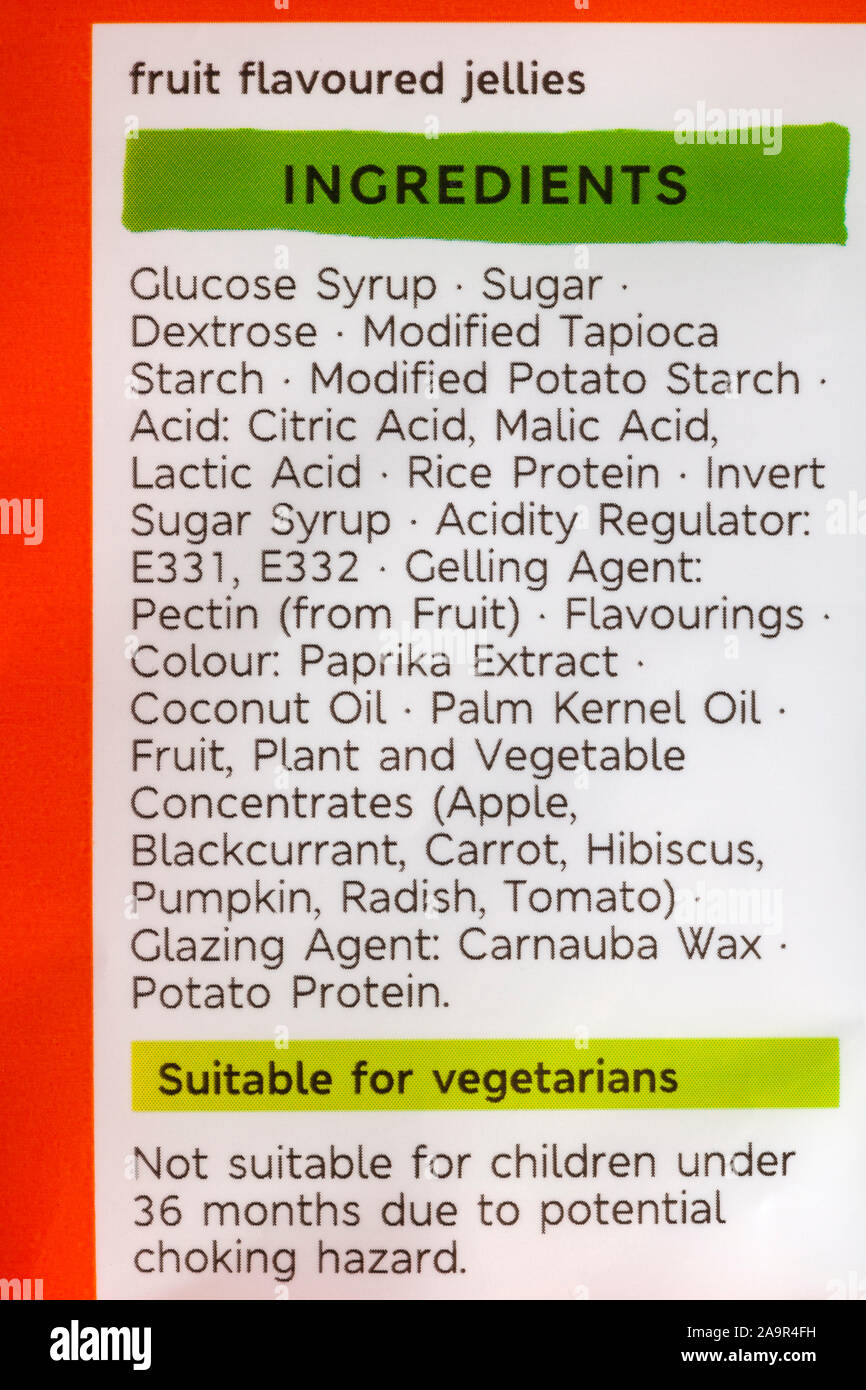 fruit flavoured jellies
INGREDIENTS
Glucose Syrup · Sugar ·
Dextrose · Modified Tapioca
Starch · Modified Potato Starch ·
Acid: Citric Acid, Malic Acid,
Lactic Acid · Rice Protein · Invert
Sugar Syrup · Acidity Regulator:
E331, E332 · Gelling Agent:
Pectin (from Fruit) · Flavourings ·
Colour: Paprika Extract ·
Coconut Oil · Palm Kernel Oil ·
Fruit, Plant and Vegetable
Concentrates (Apple,
Blackcurrant, Carrot, Hibiscus,
Pumpkin, Radish, Tomato) ·
Glazing Agent: Carnauba Wax ·
Potato Protein.
Suitable for vegetarians
Not suitable for children under
36 months due to potential
choking hazard.
alamy
Image ID: 2A9R4FH
www.alamy.com